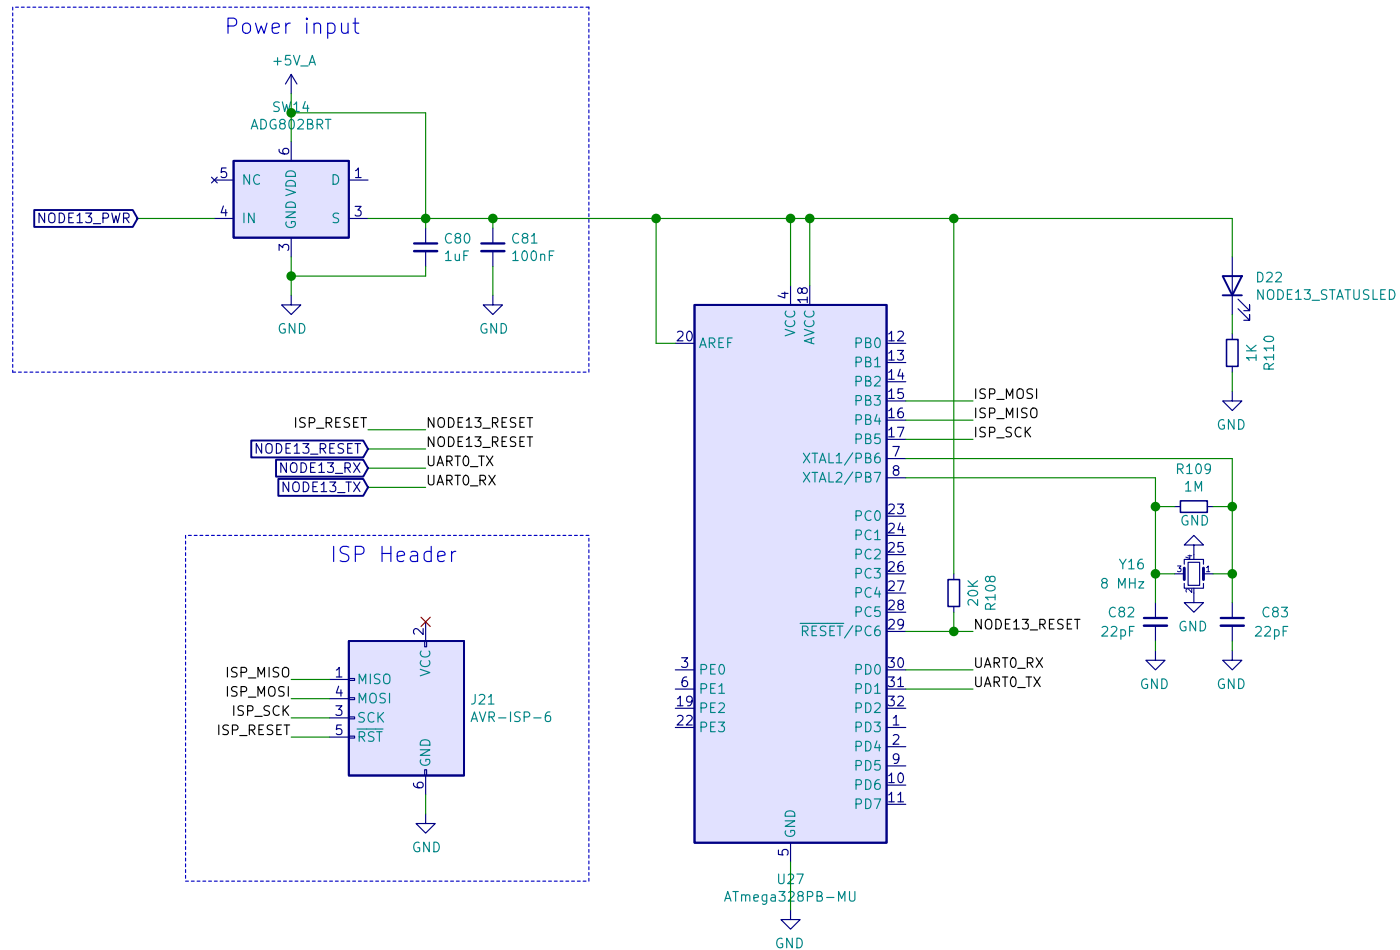 Power input
+5V_A
SW14
ADG802BRT
6
5
NC
VDD
D
1
NODE13_PWR
4
IN
GND
S
3
3
C80
1uF
C81
100nF
GND
GND
ISP_RESET
NODE13_RESET
NODE13_RESET
NODE13_RESET
NODE13_RX
UART0_TX
NODE13_TX
UART0_RX
ISP Header
2
VCC
ISP_MISO
1
MISO
ISP_MOSI
4
MOSI
ISP_SCK
3
SCK
ISP_RESET
5
RST
GND
6
GND
J21
AVR-ISP-6
4
18
VCC
AVCC
20
AREF
PB0
12
PB1
13
PB2
14
PB3
15
ISP_MOSI
PB4
16
ISP_MISO
PB5
17
ISP_SCK
XTAL1/PB6
7
XTAL2/PB7
8
PC0
23
PC1
24
PC2
25
PC3
26
PC4
27
PC5
28
RESET/PC6
29
NODE13_RESET
3
PE0
PD0
30
UART0_RX
6
PE1
PD1
31
UART0_TX
19
PE2
PD2
32
22
PE3
PD3
1
PD4
2
PD5
9
PD6
10
PD7
11
GND
5
U27
ATmega328PB-MU
GND
20K
R108
D22
NODE13_STATUSLED
1K
R110
GND
R109
1M
GND
Y16
8 MHz
4
3
1
2
GND
C82
22pF
C83
22pF
GND
GND